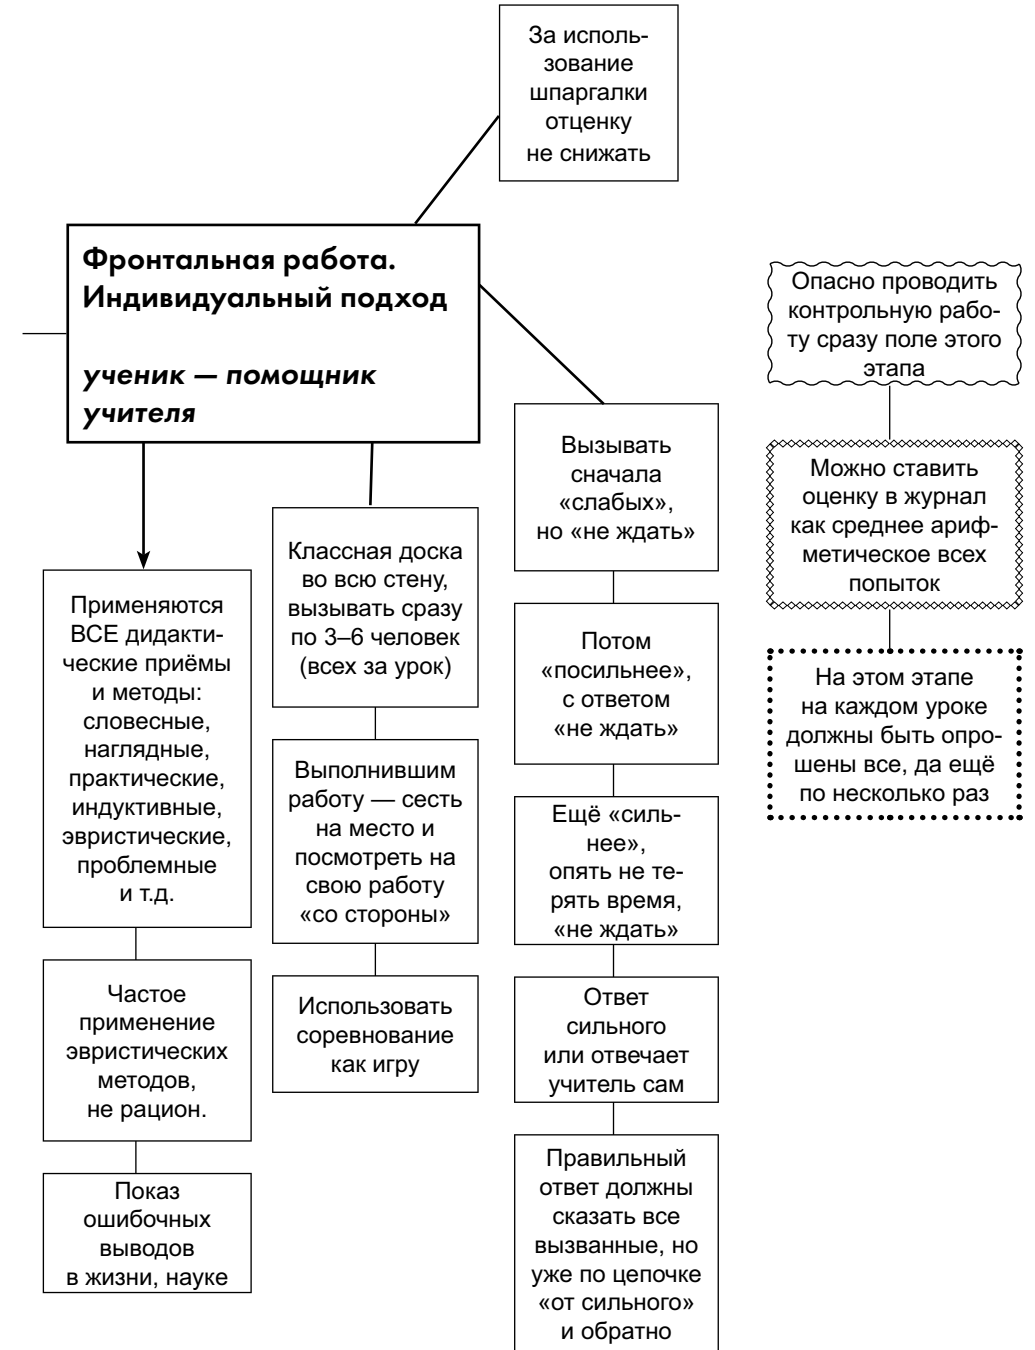 За исполь-
зование
шпаргалки
отценку
не снижать
Фронтальная работа.
Индивидуальный подход
ученик — помощник
учителя
Применяются
ВСЕ дидакти-
ческие приёмы
и методы:
словесные,
наглядные,
практические,
индуктивные,
эвристические,
проблемные
и т.д.
Частое
применение
эвристических
методов,
не рацион.
Показ
ошибочных
выводов
в жизни, науке
Классная доска
во всю стену,
вызывать сразу
по 3–6 человек
(всех за урок)
Выполнившим
работу — сесть
на место и
посмотреть на
свою работу
«со стороны»
Использовать
соревнование
как игру
Вызывать
сначала
«слабых»,
но «не ждать»
Потом
«посильнее»,
с ответом
«не ждать»
Ещё «силь-
нее»,
опять не те-
рять время,
«не ждать»
Ответ
сильного
или отвечает
учитель сам
Правильный
ответ должны
сказать все
вызванные, но
уже по цепочке
«от сильного»
и обратно
Опасно проводить
контрольную рабо-
ту сразу поле этого
этапа
Можно ставить
оценку в журнал
как среднее ариф-
метическое всех
попыток
На этом этапе
на каждом уроке
должны быть опро-
шены все, да ещё
по несколько раз